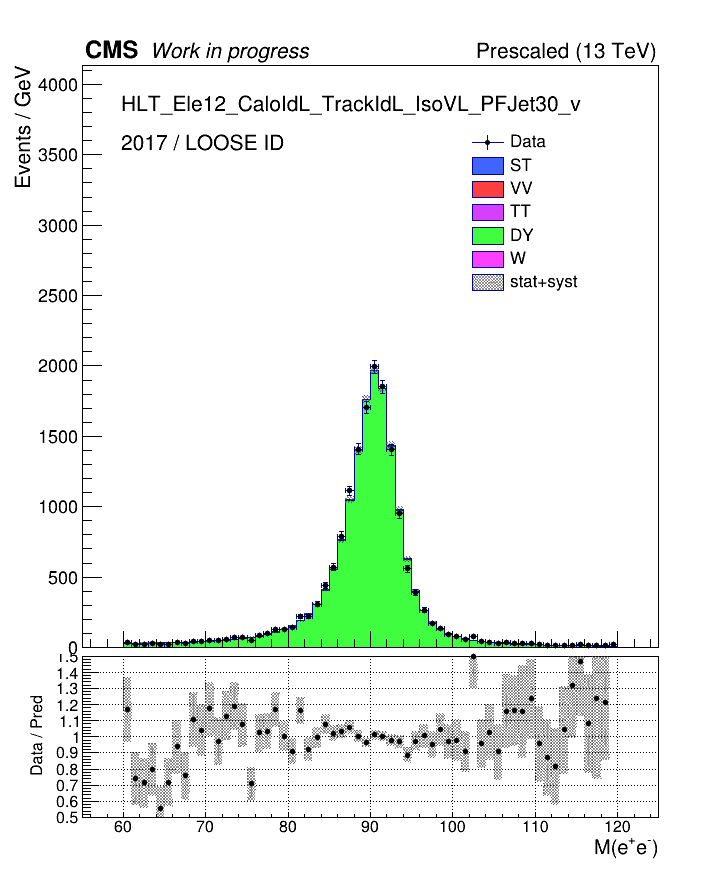 CMS Work in progress Prescaled (13 TeV)
Events / GeV
4000
3500
3000
2500
2000
1500
1000
500
0
HLT_Ele12_CaloIdL_TrackIdL_IsoVL_PFJet30_v
2017 / LOOSE ID
Data
ST
VV
TT
DY
W
stat+syst
Data / Pred
1.5
1.4
1.3
1.2
1.1
1
0.9
0.8
0.7
0.6
0.5
60 70 80 90 100 110 120
M(e⁺e⁻)